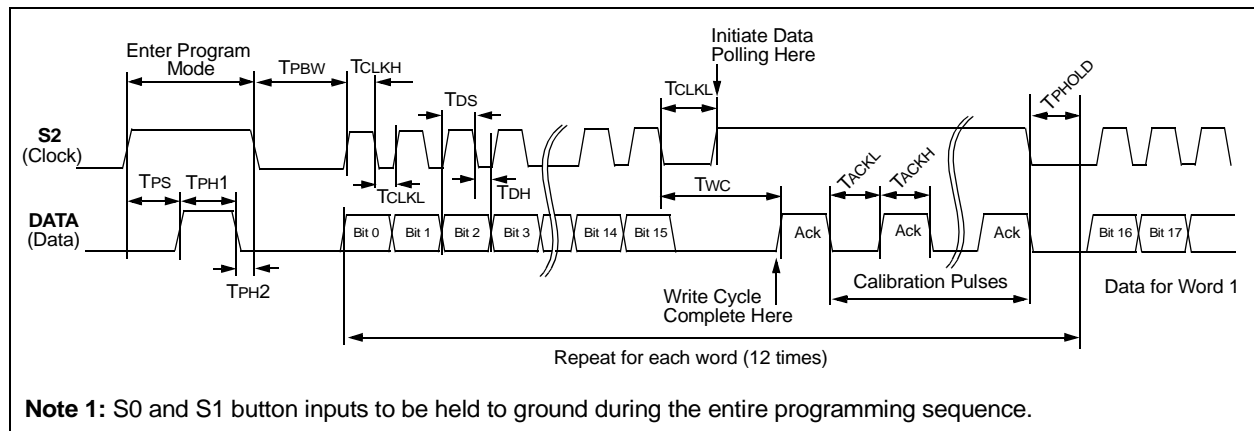 Enter Program
Mode
TPBW
TCLKH
TDS
TCLKL
Initiate Data
Polling Here
TPHOLD
S2
(Clock)
TPS
TPH1
TCLKL
TDH
TWC
TACKL
TACKH
DATA
(Data)
Bit 0
Bit 1
Bit 2
Bit 3
Bit 14
Bit 15
Ack
Ack
Ack
Bit 16
Bit 17
TPH2
Write Cycle
Complete Here
Calibration Pulses
Data for Word 1
Repeat for each word (12 times)
Note 1: S0 and S1 button inputs to be held to ground during the entire programming sequence.